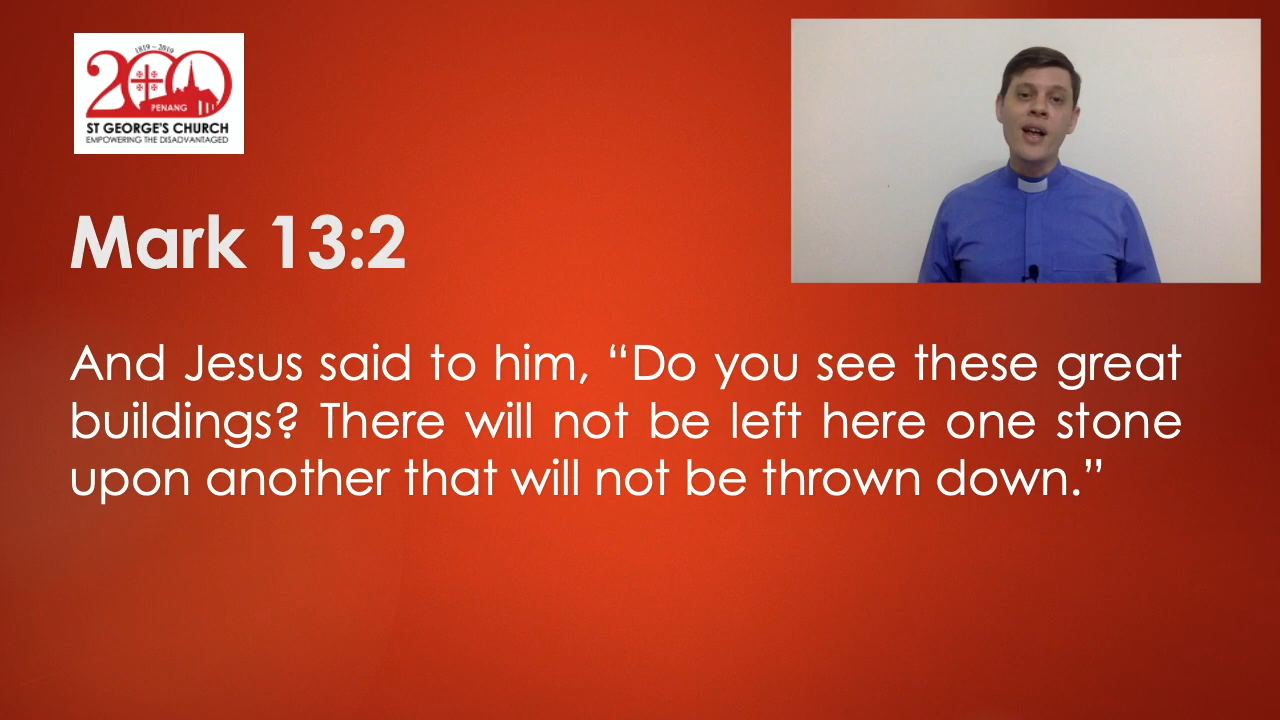 1819 - 2019
200
PENANG
ST GEORGE'S CHURCH
EMPOWERING THE DISADVANTAGED
Mark 13:2
And Jesus said to him, “Do you see these great
buildings? There will not be left here one stone
upon another that will not be thrown down.”